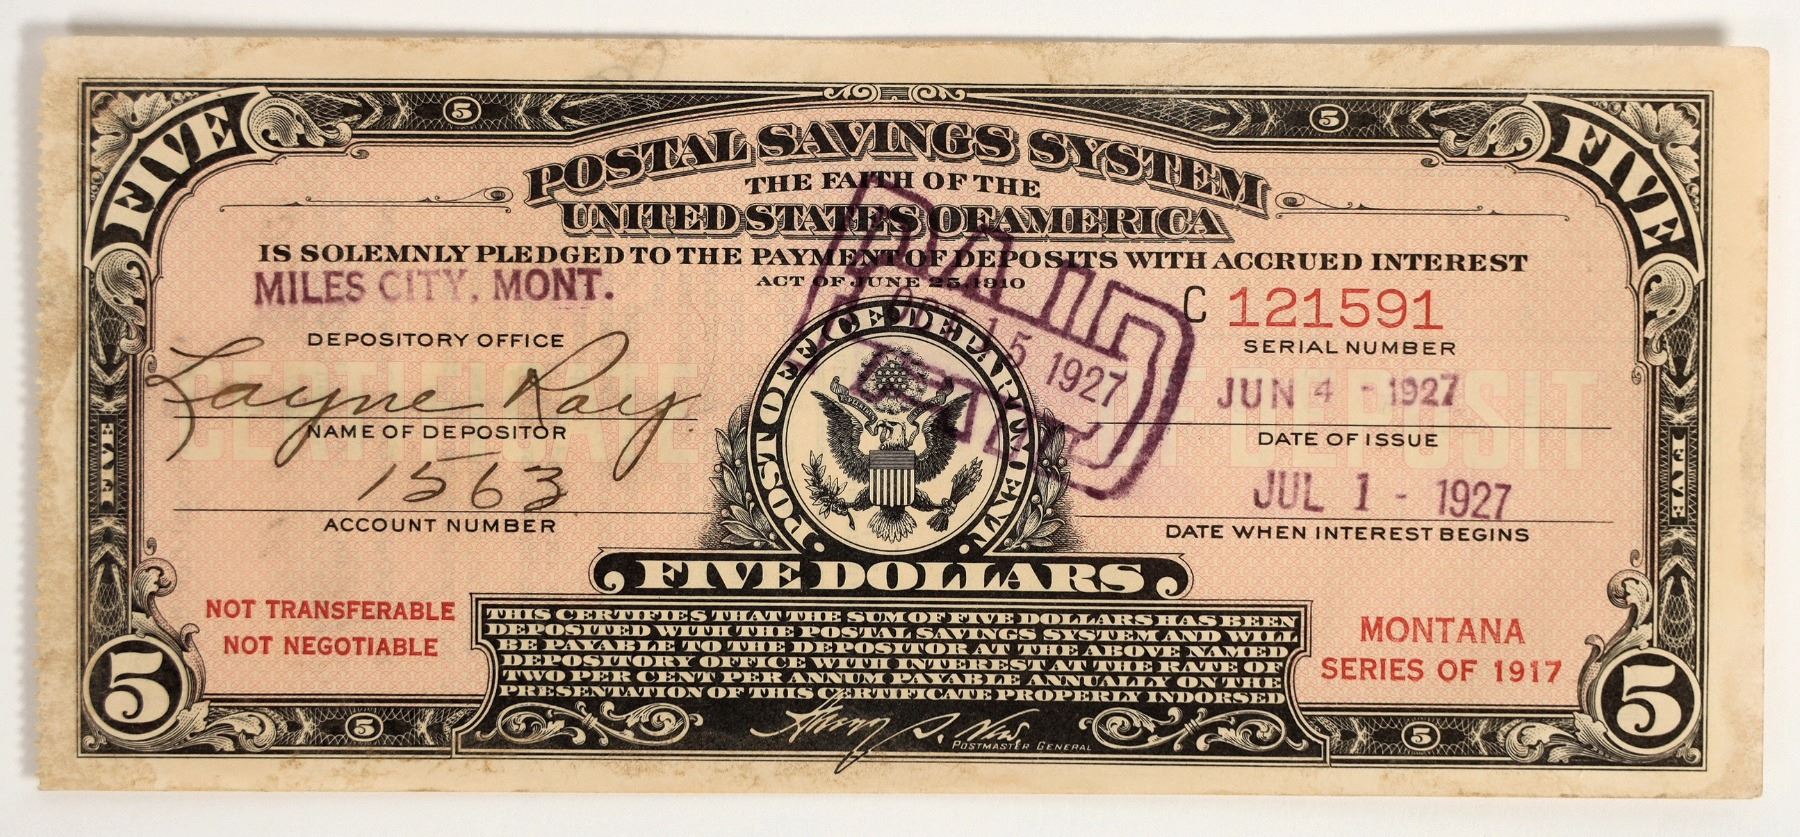 FIVE 5 5 FIVE
POSTAL SAVINGS SYSTEM
THE FAITH OF THE
UNITED STATES OF AMERICA
IS SOLEMNLY PLEDGED TO THE PAYMENT OF DEPOSITS WITH ACCRUED INTEREST
ACT OF JUNE 25, 1910
MILES CITY, MONT.
DEPOSITORY OFFICE
C 121591
SERIAL NUMBER
PAID
15 1927
CERTIFICATE OF DEPOSIT
Layne Ray
NAME OF DEPOSITOR
JUN 4 - 1927
DATE OF ISSUE
1563
ACCOUNT NUMBER
JUL 1 - 1927
DATE WHEN INTEREST BEGINS
POST OFFICE DEPARTMENT
FIVE
FIVE
FIVE DOLLARS
NOT TRANSFERABLE
NOT NEGOTIABLE
THIS CERTIFIES THAT THE SUM OF FIVE DOLLARS HAS BEEN
DEPOSITED WITH THE POSTAL SAVINGS SYSTEM AND WILL
BE PAYABLE TO THE DEPOSITOR AT THE ABOVE NAMED
DEPOSITORY OFFICE WITH INTEREST AT THE RATE OF
TWO PER CENT PER ANNUM PAYABLE ANNUALLY ON THE
PRESENTATION OF THIS CERTIFICATE PROPERLY INDORSED
MONTANA
SERIES OF 1917
5 5 5 5
Harry S. New
POSTMASTER GENERAL